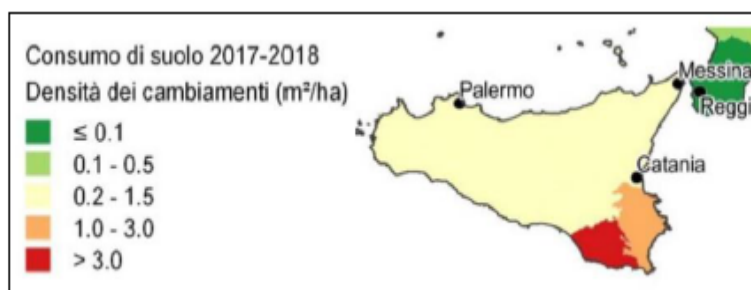 Consumo di suolo 2017-2018
Densità dei cambiamenti (m²/ha)
≤ 0.1
0.1 - 0.5
0.2 - 1.5
1.0 - 3.0
> 3.0
Palermo
Messina
Reggi
Catania